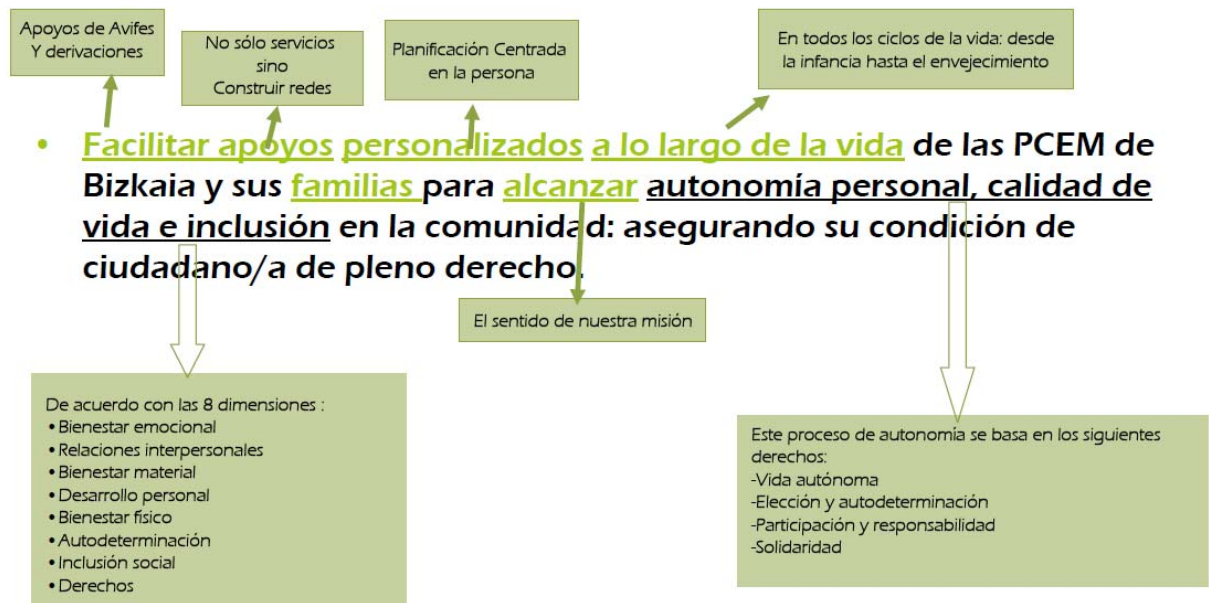 Apoyos de Avifes
Y derivaciones
No sólo servicios
sino
Construir redes
Planificación Centrada
en la persona
En todos los ciclos de la vida: desde
la infancia hasta el envejecimiento
• Facilitar apoyos personalizados a lo largo de la vida de las PCEM de
Bizkaia y sus familias para alcanzar autonomía personal, calidad de
vida e inclusión en la comunidad: asegurando su condición de
ciudadano/a de pleno derecho.
El sentido de nuestra misión
De acuerdo con las 8 dimensiones :
• Bienestar emocional
• Relaciones interpersonales
• Bienestar material
• Desarrollo personal
• Bienestar físico
• Autodeterminación
• Inclusión social
• Derechos
Este proceso de autonomía se basa en los siguientes
derechos:
-Vida autónoma
-Elección y autodeterminación
-Participación y responsabilidad
-Solidaridad